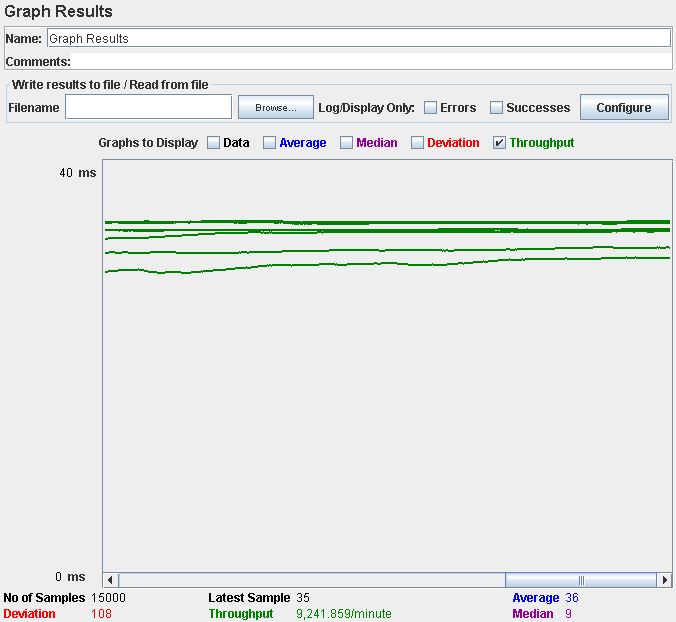 Graph Results
Name: Graph Results
Comments:
Write results to file / Read from file
Filename Browse... Log/Display Only: Errors Successes Configure
Graphs to Display Data Average Median Deviation Throughput
40 ms
0 ms
No of Samples 15000 Latest Sample 35 Average 36
Deviation 108 Throughput 9,241.859/minute Median 9